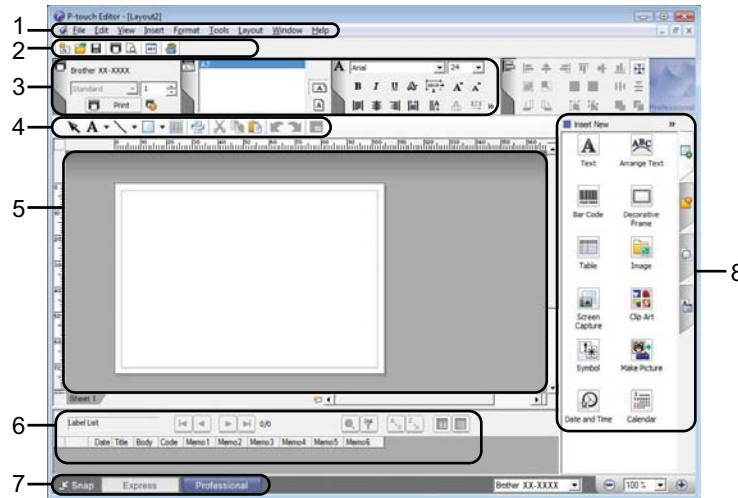 P-touch Editor - [Layout2]
1
File Edit View Insert Format Tools Layout Window Help
2
3
Brother XX-XXXX
Standard 1
Print
A
Arial 24
B I U
Professional
4
A
5
Sheet 1
Insert New
A Text
ABC Arrange Text
Bar Code
Decorative Frame
Table
Image
Screen Capture
Clip Art
Symbol
Make Picture
Date and Time
Calendar
8
6
Label List 0/0
Date Title Body Code Memo1 Memo2 Memo3 Memo4 Memo5 Memo6
7
Snap Express Professional Brother XX-XXXX 100 %